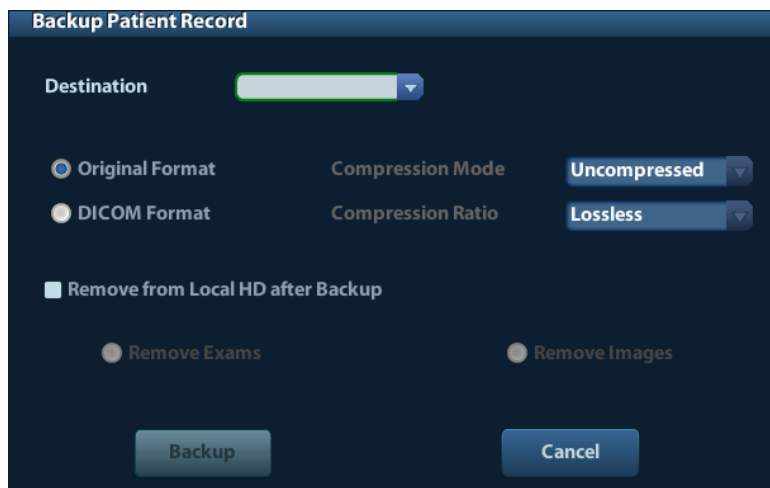 Backup Patient Record
Destination
Original Format Compression Mode Uncompressed
DICOM Format Compression Ratio Lossless
Remove from Local HD after Backup
Remove Exams Remove Images
Backup Cancel